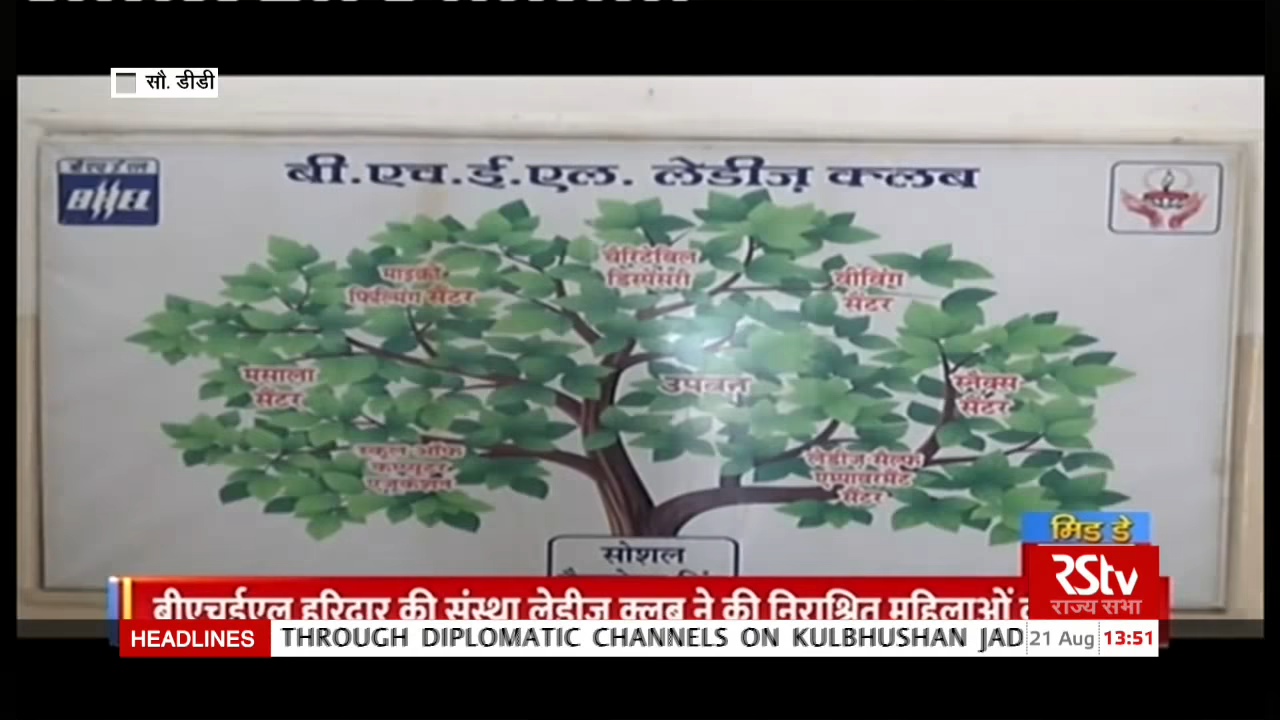 सौ. डीडी
बी एच ई एल
BHEL
बी.एच.ई.एल. लेडीज़ क्लब
चैरिटेबिल
डिस्पेंसरी
माइक्रो
फिल्मिंग सेंटर
वीविंग
सेंटर
मसाला
सेंटर
उपवन
स्नैक्स
सेंटर
स्कूल ऑफ
कम्प्यूटर
एजुकेशन
लेडीज़ सेल्फ
एम्पावरमेंट
सेंटर
सोशल
मिड डे
बीएचईएल हरिद्वार की संस्था लेडीज क्लब ने की निराश्रित महिलाओं
RStv
राज्य सभा
HEADLINES THROUGH DIPLOMATIC CHANNELS ON KULBHUSHAN JAD 21 Aug 13:51